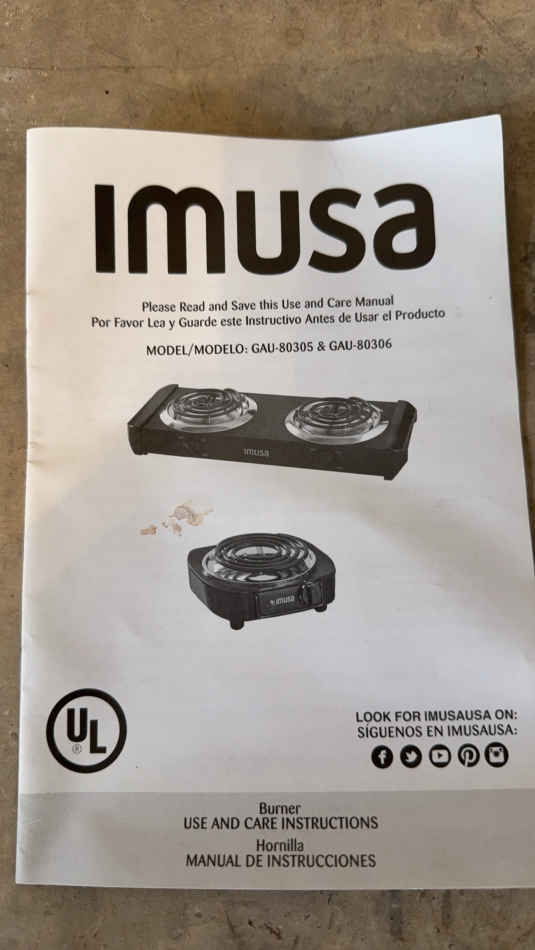 IMUSA
Please Read and Save this Use and Care Manual
Por Favor Lea y Guarde este Instructivo Antes de Usar el Producto
MODEL/MODELO: GAU-80305 & GAU-80306
IMUSA
IMUSA
UL
®
LOOK FOR IMUSAUSA ON:
SÍGUENOS EN IMUSAUSA:
Burner
USE AND CARE INSTRUCTIONS
Hornilla
MANUAL DE INSTRUCCIONES